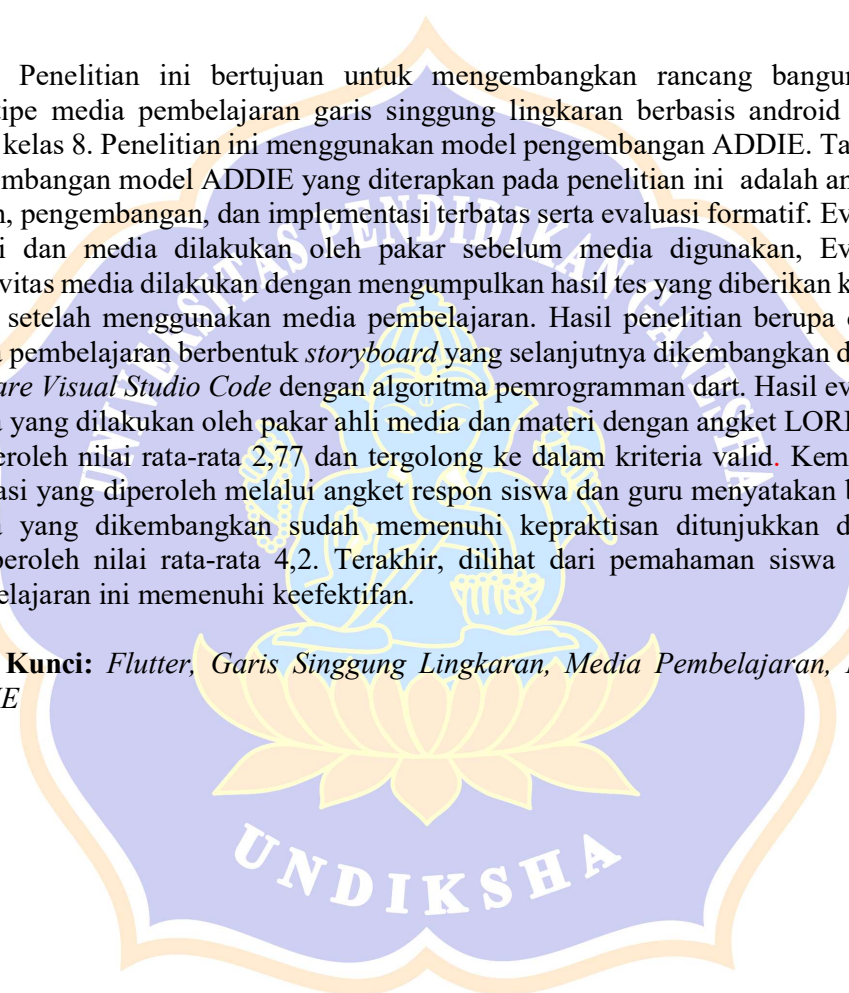 Penelitian ini bertujuan untuk mengembangkan rancang bangun
tipe media pembelajaran garis singgung lingkaran berbasis android
kelas 8. Penelitian ini menggunakan model pengembangan ADDIE. Ta
embangan model ADDIE yang diterapkan pada penelitian ini adalah an
n, pengembangan, dan implementasi terbatas serta evaluasi formatif. Ev
i dan media dilakukan oleh pakar sebelum media digunakan, Ev
vitas media dilakukan dengan mengumpulkan hasil tes yang diberikan k
setelah menggunakan media pembelajaran. Hasil penelitian berupa
a pembelajaran berbentuk storyboard yang selanjutnya dikembangkan d
are Visual Studio Code dengan algoritma pemrogramman dart. Hasil ev
a yang dilakukan oleh pakar ahli media dan materi dengan angket LORI
eroleh nilai rata-rata 2,77 dan tergolong ke dalam kriteria valid. Kem
asi yang diperoleh melalui angket respon siswa dan guru menyatakan b
a yang dikembangkan sudah memenuhi kepraktisan ditunjukkan d
peroleh nilai rata-rata 4,2. Terakhir, dilihat dari pemahaman siswa
elajaran ini memenuhi keefektifan.
Kunci: Flutter, Garis Singgung Lingkaran, Media Pembelajaran,
IE
UNIVERSITAS PENDIDIKAN GANESHA
UNDIKSHA